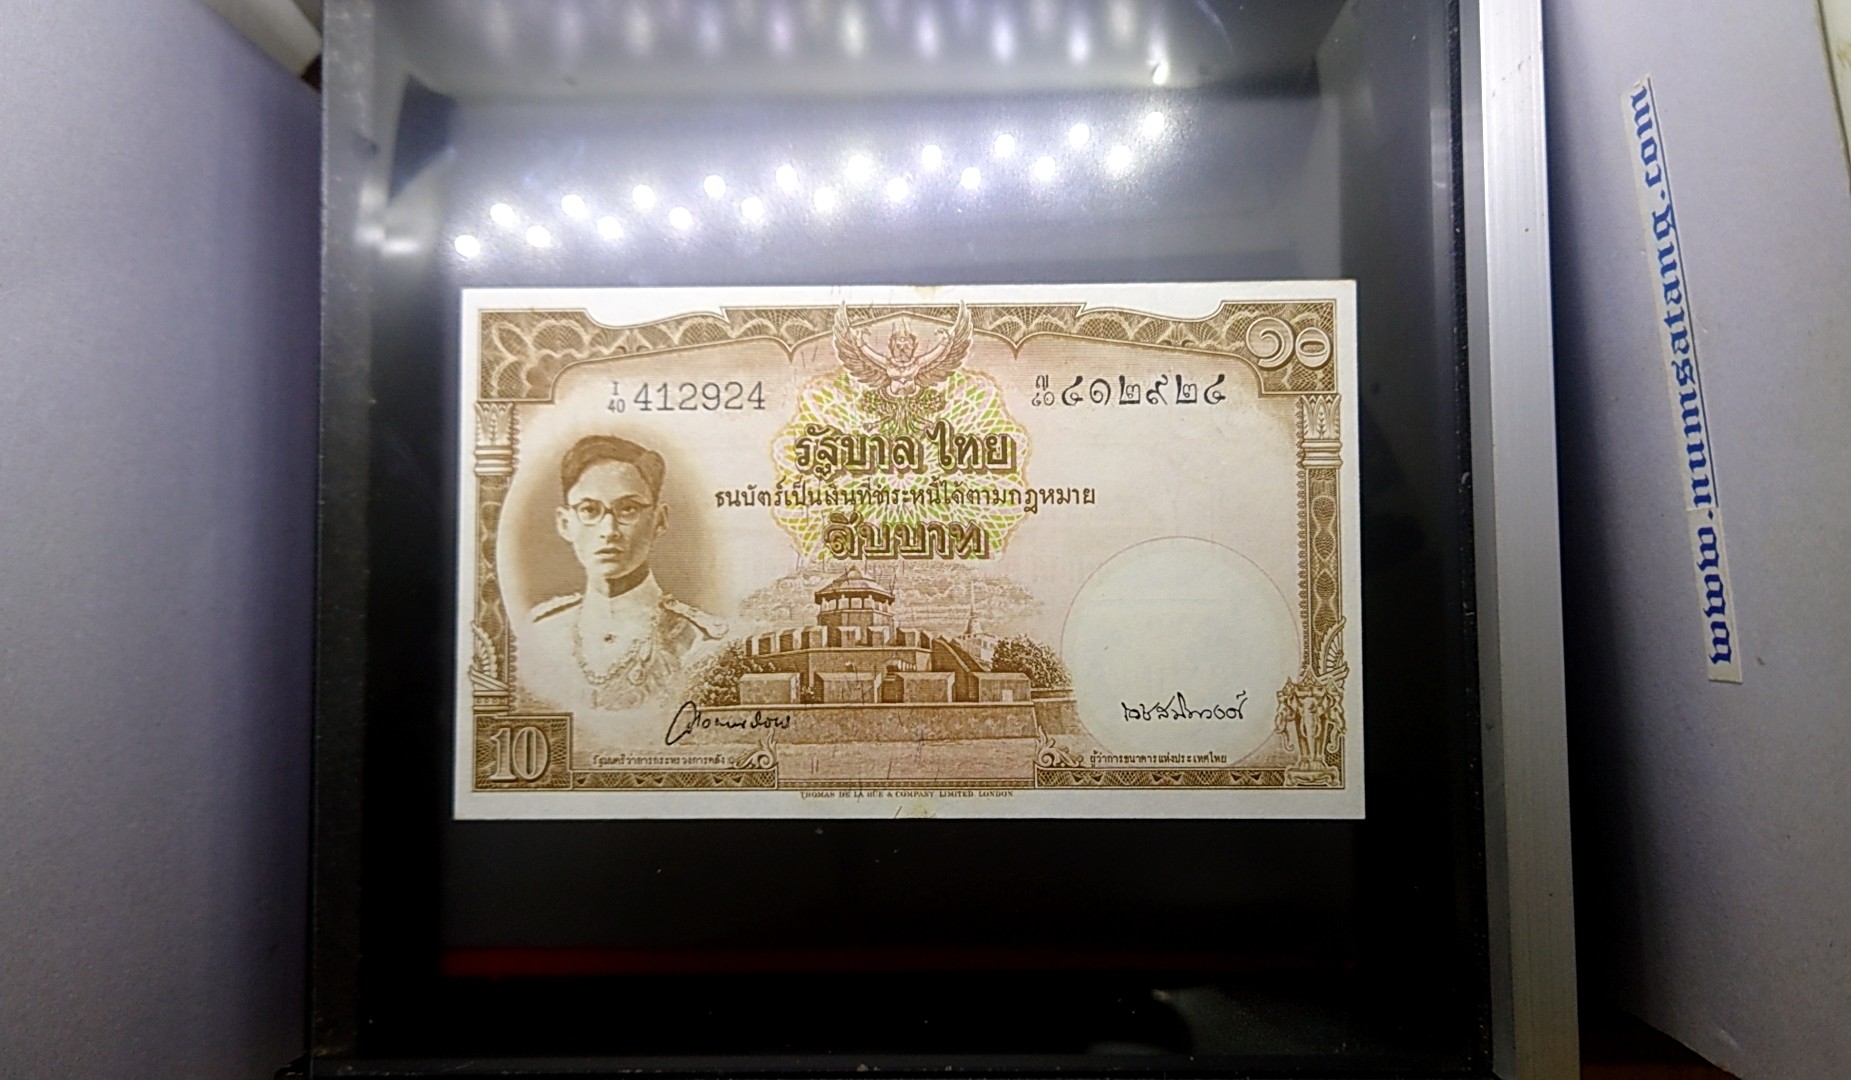 ๑๐
I
40 412924
ญ
๔๐ ๔๑๒๙๒๔
รัฐบาลไทย
ธนบัตร์เป็นเงินที่ชำระหนี้ได้ตามกฎหมาย
สิบบาท
รัฐมนตรีว่าการกระทรวงการคลัง
ผู้ว่าการธนาคารแห่งประเทศไทย
10
THOMAS DE LA RUE & COMPANY LIMITED LONDON
www.numsatang.com